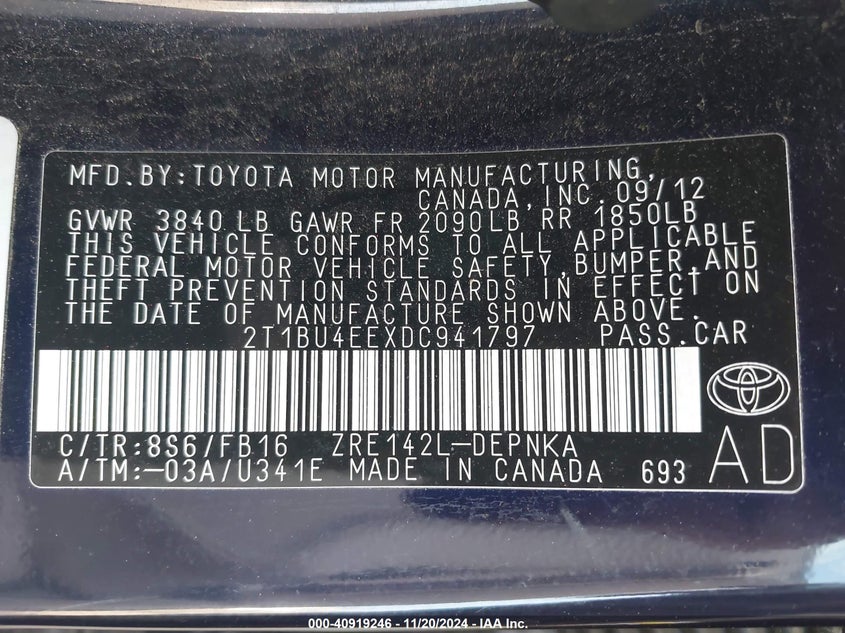 MFD.BY:TOYOTA MOTOR MANUFACTURING,
CANADA,INC. 09/12
GVWR 3840 LB GAWR FR 2090LB RR 1850LB
THIS VEHICLE CONFORMS TO ALL APPLICABLE
FEDERAL MOTOR VEHICLE SAFETY,BUMPER,AND
THEFT PREVENTION STANDARDS IN EFFECT ON
THE DATE OF MANUFACTURE SHOWN ABOVE.
2T1BU4EEXDC941797 PASS.CAR
C/TR:8S6/FB16 ZRE142L-DEPNKA
A/TM:-03A/U341E MADE IN CANADA 693
AD
000-40919246 - 11/20/2024 - IAA Inc.